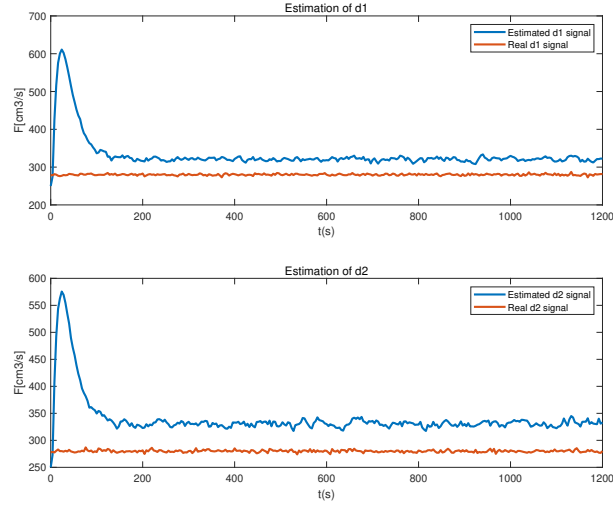 Estimation of d1
700
600
500
400
300
200
F[cm3/s]
Estimated d1 signal
Real d1 signal
0 200 400 600 800 1000 1200
t(s)
Estimation of d2
600
550
500
450
400
350
300
250
F[cm3/s]
Estimated d2 signal
Real d2 signal
0 200 400 600 800 1000 1200
t(s)